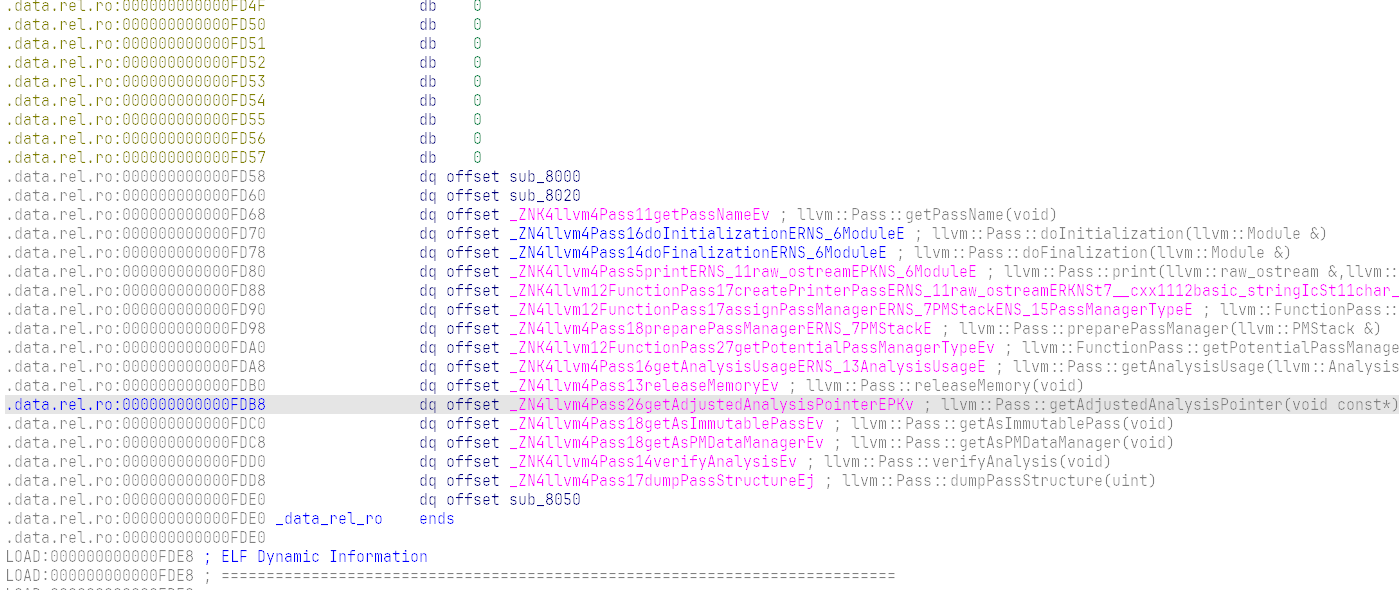 .data.rel.ro:000000000000FD4F db 0
.data.rel.ro:000000000000FD50 db 0
.data.rel.ro:000000000000FD51 db 0
.data.rel.ro:000000000000FD52 db 0
.data.rel.ro:000000000000FD53 db 0
.data.rel.ro:000000000000FD54 db 0
.data.rel.ro:000000000000FD55 db 0
.data.rel.ro:000000000000FD56 db 0
.data.rel.ro:000000000000FD57 db 0
.data.rel.ro:000000000000FD58 dq offset sub_8000
.data.rel.ro:000000000000FD60 dq offset sub_8020
.data.rel.ro:000000000000FD68 dq offset _ZNK4llvm4Pass11getPassNameEv ; llvm::Pass::getPassName(void)
.data.rel.ro:000000000000FD70 dq offset _ZN4llvm4Pass16doInitializationERNS_6ModuleE ; llvm::Pass::doInitialization(llvm::Module &)
.data.rel.ro:000000000000FD78 dq offset _ZN4llvm4Pass14doFinalizationERNS_6ModuleE ; llvm::Pass::doFinalization(llvm::Module &)
.data.rel.ro:000000000000FD80 dq offset _ZNK4llvm4Pass5printERNS_11raw_ostreamEPKNS_6ModuleE ; llvm::Pass::print(llvm::raw_ostream &,llvm::
.data.rel.ro:000000000000FD88 dq offset _ZNK4llvm12FunctionPass17createPrinterPassERNS_11raw_ostreamERKNSt7__cxx1112basic_stringIcSt11char_
.data.rel.ro:000000000000FD90 dq offset _ZN4llvm12FunctionPass17assignPassManagerERNS_7PMStackENS_15PassManagerTypeE ; llvm::FunctionPass::
.data.rel.ro:000000000000FD98 dq offset _ZN4llvm4Pass18preparePassManagerERNS_7PMStackE ; llvm::Pass::preparePassManager(llvm::PMStack &)
.data.rel.ro:000000000000FDA0 dq offset _ZNK4llvm12FunctionPass27getPotentialPassManagerTypeEv ; llvm::FunctionPass::getPotentialPassManage
.data.rel.ro:000000000000FDA8 dq offset _ZNK4llvm4Pass16getAnalysisUsageERNS_13AnalysisUsageE ; llvm::Pass::getAnalysisUsage(llvm::Analysis
.data.rel.ro:000000000000FDB0 dq offset _ZN4llvm4Pass13releaseMemoryEv ; llvm::Pass::releaseMemory(void)
.data.rel.ro:000000000000FDB8 dq offset _ZN4llvm4Pass26getAdjustedAnalysisPointerEPKv ; llvm::Pass::getAdjustedAnalysisPointer(void const*)
.data.rel.ro:000000000000FDC0 dq offset _ZN4llvm4Pass18getAsImmutablePassEv ; llvm::Pass::getAsImmutablePass(void)
.data.rel.ro:000000000000FDC8 dq offset _ZN4llvm4Pass18getAsPMDataManagerEv ; llvm::Pass::getAsPMDataManager(void)
.data.rel.ro:000000000000FDD0 dq offset _ZNK4llvm4Pass14verifyAnalysisEv ; llvm::Pass::verifyAnalysis(void)
.data.rel.ro:000000000000FDD8 dq offset _ZN4llvm4Pass17dumpPassStructureEj ; llvm::Pass::dumpPassStructure(uint)
.data.rel.ro:000000000000FDE0 dq offset sub_8050
.data.rel.ro:000000000000FDE0 _data_rel_ro ends
.data.rel.ro:000000000000FDE0
LOAD:000000000000FDE8 ; ELF Dynamic Information
LOAD:000000000000FDE8 ; ===========================================================================